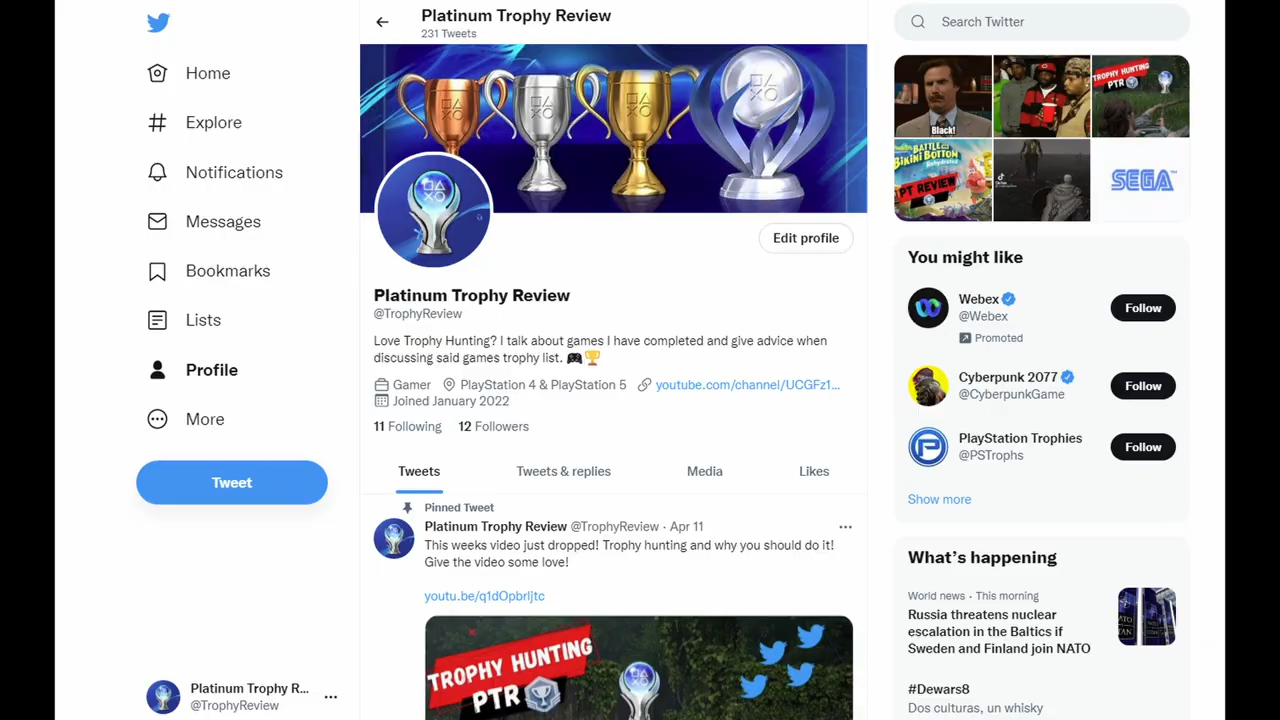 Home
Explore
Notifications
Messages
Bookmarks
Lists
Profile
More
Tweet
Platinum Trophy R...
@TrophyReview
Platinum Trophy Review
231 Tweets
Edit profile
Platinum Trophy Review
@TrophyReview
Love Trophy Hunting? I talk about games I have completed and give advice when
discussing said games trophy list. 🎮🏆
Gamer PlayStation 4 & PlayStation 5 youtube.com/channel/UCGFz1...
Joined January 2022
11 Following 12 Followers
Tweets Tweets & replies Media Likes
Pinned Tweet
Platinum Trophy Review @TrophyReview · Apr 11
This weeks video just dropped! Trophy hunting and why you should do it!
Give the video some love!
youtu.be/q1dOpbrljtc
TROPHY HUNTING
PTR
Search Twitter
Black!
TROPHY HUNTING
PTR
BATTLE for
BIKINI BOTTOM
Rehydrated
PT REVIEW
SEGA
You might like
Webex
@Webex
Promoted
Follow
Cyberpunk 2077
@CyberpunkGame
Follow
PlayStation Trophies
@PSTrophs
Follow
Show more
What's happening
World news · This morning
Russia threatens nuclear
escalation in the Baltics if
Sweden and Finland join NATO
#Dewars8
Dos culturas, un whisky